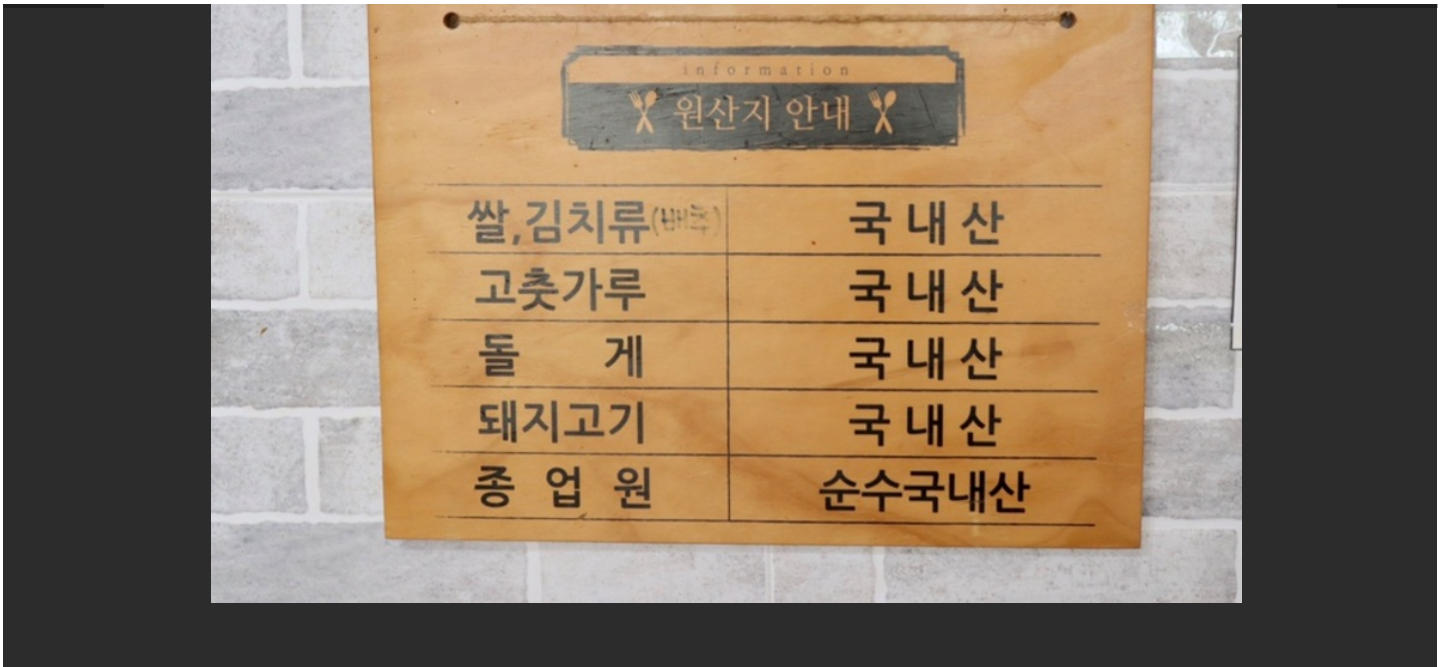 information
원산지 안내
쌀,김치류(배추) 국내산
고춧가루 국내산
돌 게 국내산
돼지고기 국내산
종 업 원 순수국내산